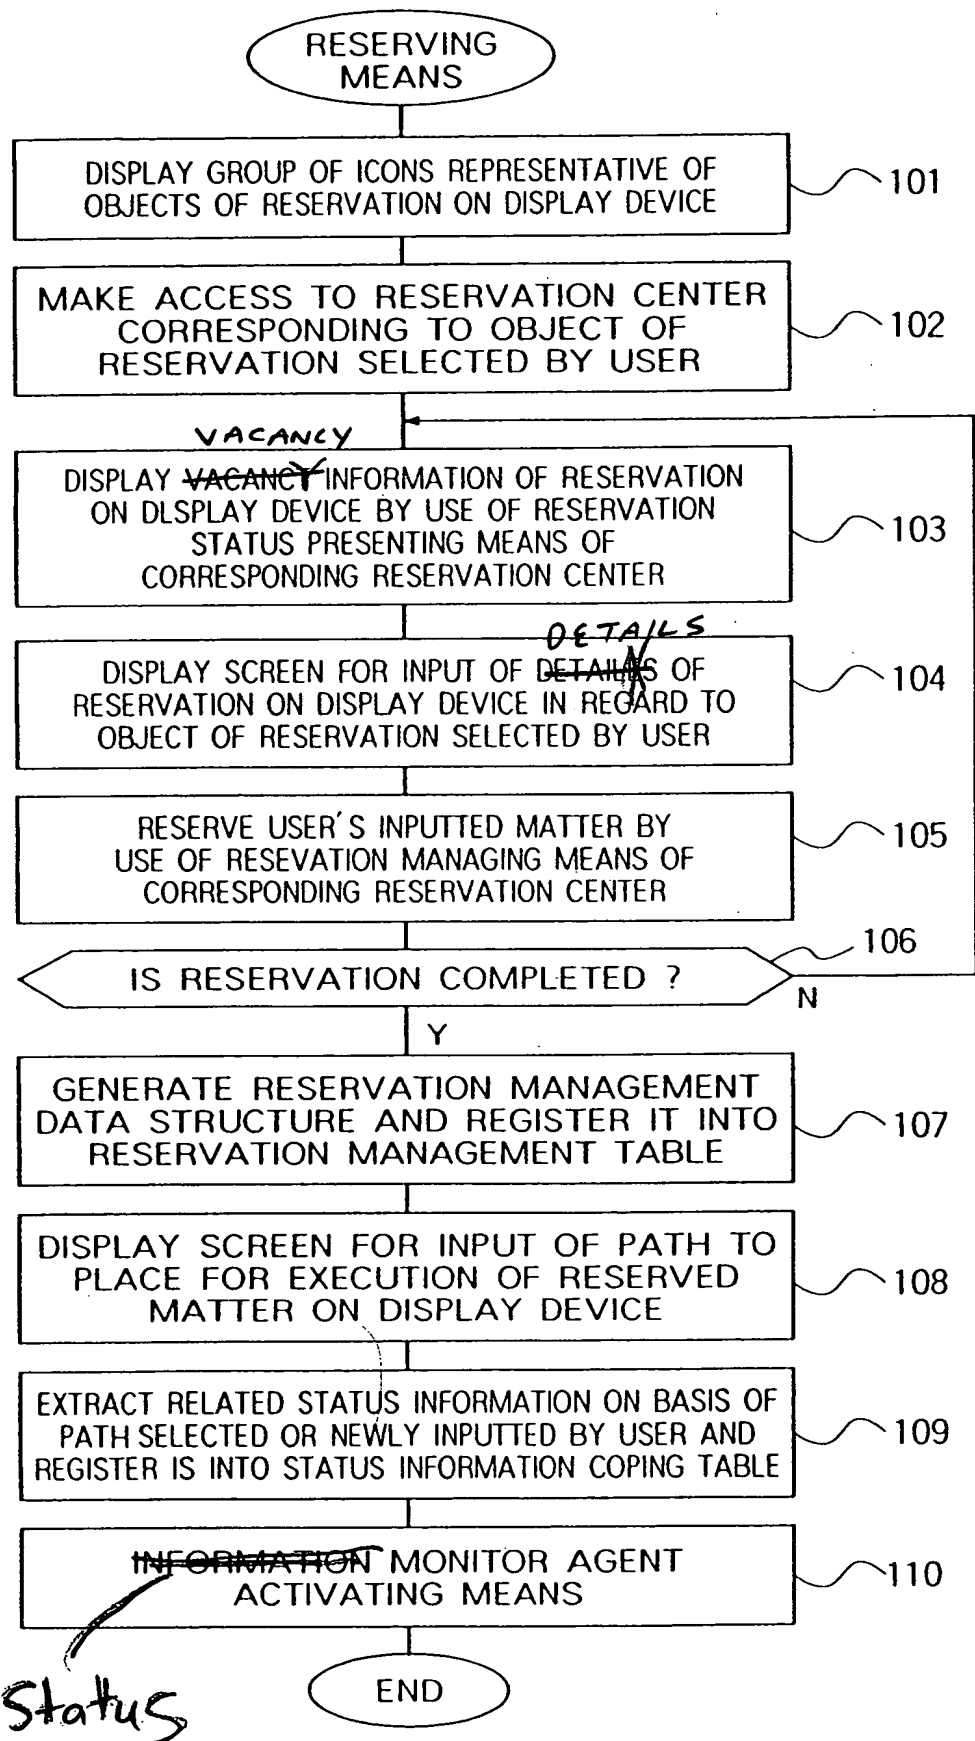 RESERVING
MEANS
DISPLAY GROUP OF ICONS REPRESENTATIVE OF
OBJECTS OF RESERVATION ON DISPLAY DEVICE
101
MAKE ACCESS TO RESERVATION CENTER
CORRESPONDING TO OBJECT OF
RESERVATION SELECTED BY USER
102
VACANCY
DISPLAY VACANCY INFORMATION OF RESERVATION
ON DLSPLAY DEVICE BY USE OF RESERVATION
STATUS PRESENTING MEANS OF
CORRESPONDING RESERVATION CENTER
103
DETAILS
DISPLAY SCREEN FOR INPUT OF OF
RESERVATION ON DISPLAY DEVICE IN REGARD TO
OBJECT OF RESERVATION SELECTED BY USER
104
RESERVE USER'S INPUTTED MATTER BY
USE OF RESEVATION MANAGING MEANS OF
CORRESPONDING RESERVATION CENTER
105
IS RESERVATION COMPLETED ?
106
N
Y
GENERATE RESERVATION MANAGEMENT
DATA STRUCTURE AND REGISTER IT INTO
RESERVATION MANAGEMENT TABLE
107
DISPLAY SCREEN FOR INPUT OF PATH TO
PLACE FOR EXECUTION OF RESERVED
MATTER ON DISPLAY DEVICE
108
EXTRACT RELATED STATUS INFORMATION ON BASIS OF
PATH SELECTED OR NEWLY INPUTTED BY USER AND
REGISTER IS INTO STATUS INFORMATION COPING TABLE
109
INFORMATION MONITOR AGENT
ACTIVATING MEANS
110
Status
END